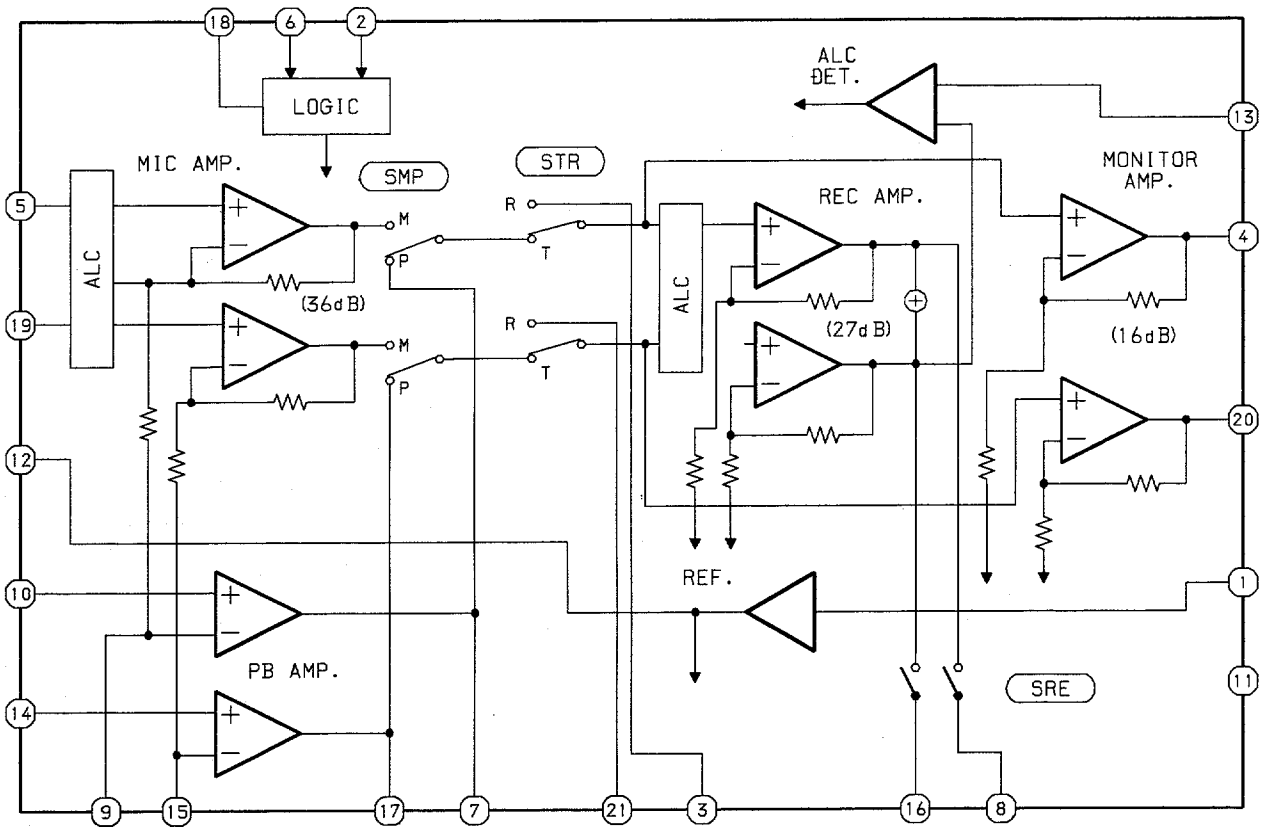 18 6 2
LOGIC
ALC
DET.
13
MIC AMP.
SMP
STR
MONITOR
AMP.
5
+
−
M
P
R
T
REC AMP.
+
−
+
−
4
ALC
(36dB)
ALC
+
(27dB)
(16dB)
19
+
−
M
P
R
T
+
−
+
−
20
12
10
+
−
REF.
1
PB AMP.
SRE
11
14
+
−
9 15 17 7 21 3 16 8